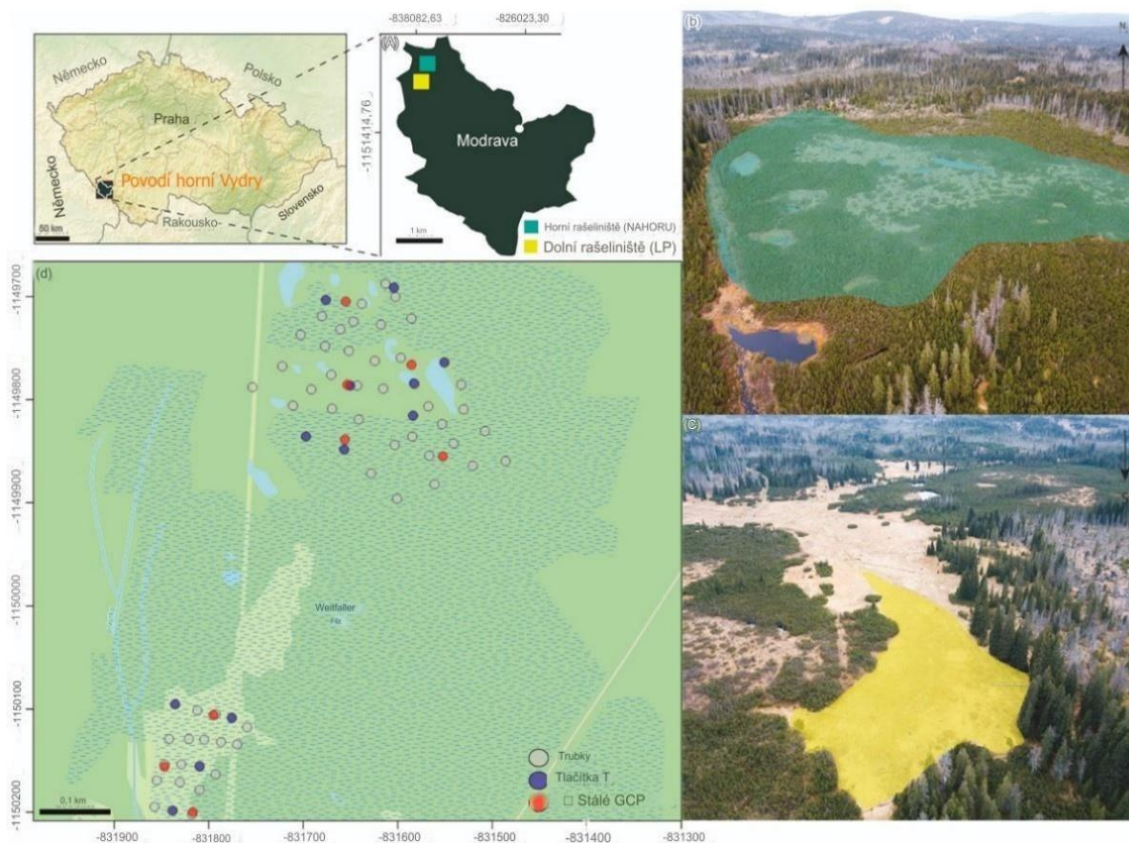 -838082,63
-826023,30
Německo
Polsko
Praha
Německo
Povodí horní Vydry
Slovensko
Rakousko-
50 km
-1151414,76
Modrava
1 km
Horní rašeliniště (NAHORU)
Dolní rašeliniště (LP)
(b)
N
(C)
(d)
-1149700
-1149800
-1149900
-1150000
-1150100
-1150200
Weitfaller
Filz
Trubky
Tlačítka T
□ Stálé GCP
0,1 km
-831900
-831800
-831700
-831600
-831500
-831400
-831300